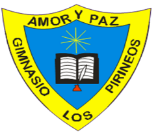 AMOR Y PAZ
GIMNASIO LOS PIRINEOS